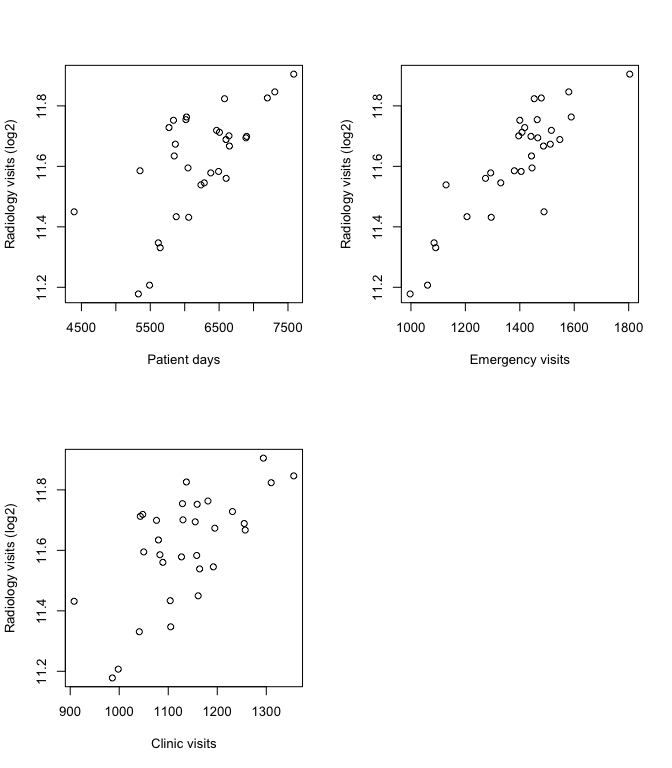 Radiology visits (log2)
11.8
11.6
11.4
11.2
4500 5500 6500 7500
Patient days
Radiology visits (log2)
11.8
11.6
11.4
11.2
1000 1200 1400 1600 1800
Emergency visits
Radiology visits (log2)
11.8
11.6
11.4
11.2
900 1000 1100 1200 1300
Clinic visits